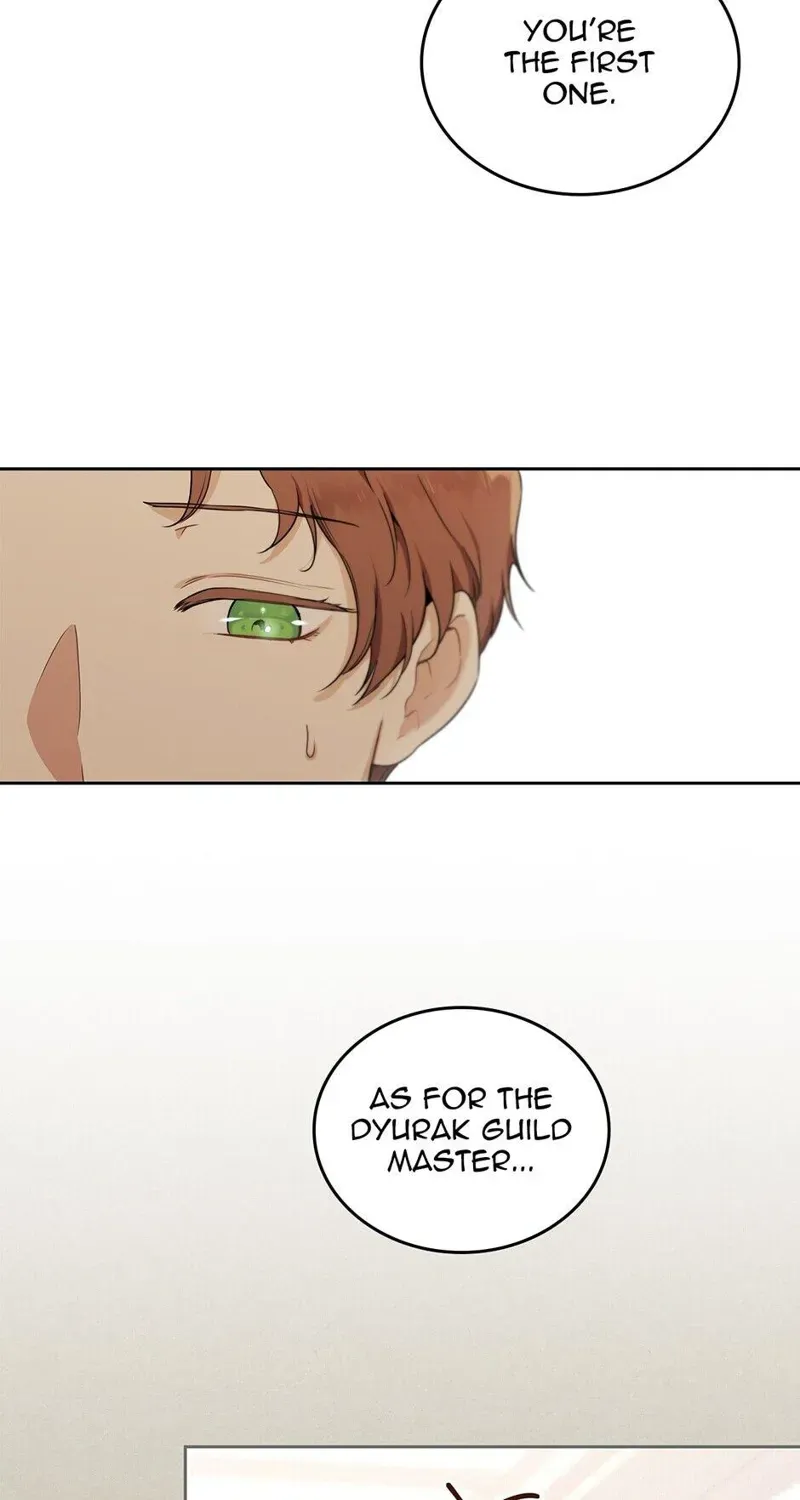 YOU'RE
THE FIRST
ONE.
AS FOR THE
DYURAK GUILD
MASTER...